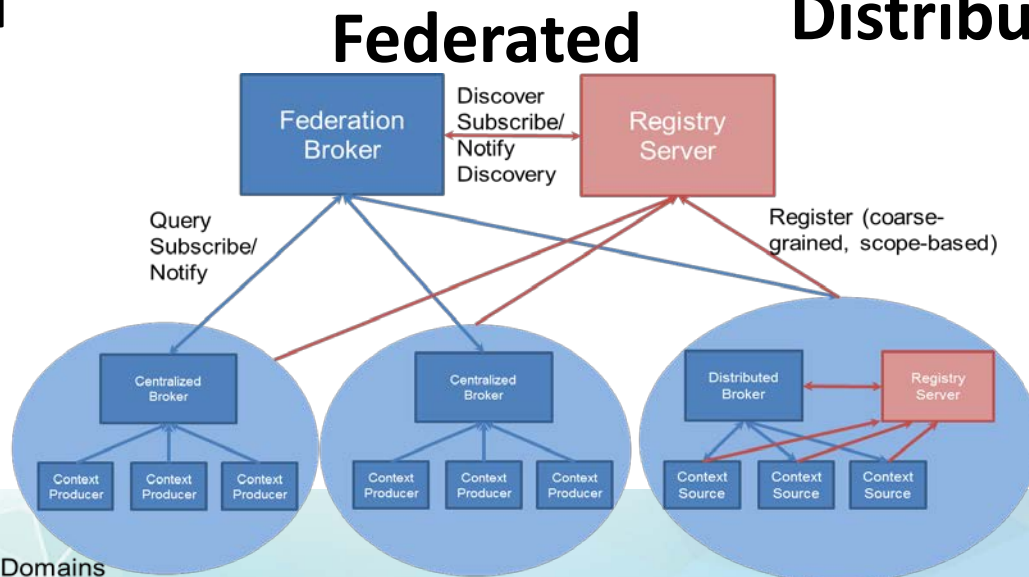 Federated
Distribu
Federation
Broker
Discover
Subscribe/
Notify
Discovery
Registry
Server
Query
Subscribe/
Notify
Register (coarse-
grained, scope-based)
Centralized
Broker
Context
Producer
Context
Producer
Context
Producer
Centralized
Broker
Context
Producer
Context
Producer
Context
Producer
Distributed
Broker
Registry
Server
Context
Source
Context
Source
Context
Source
Domains